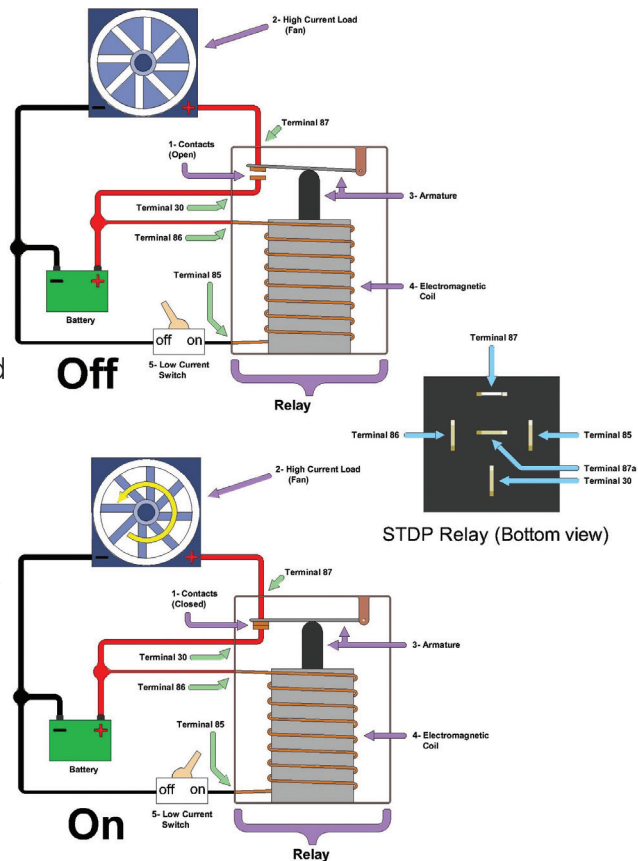 2- High Current Load
(Fan)
Terminal 87
1- Contacts
(Open)
3- Armature
Terminal 30
Terminal 86
Terminal 85
4- Electromagnetic
Coil
Battery
off on
5- Low Current
Switch
Off
Relay
d
Terminal 87
Terminal 86
Terminal 85
Terminal 87a
Terminal 30
STDP Relay (Bottom view)
2- High Current Load
(Fan)
Terminal 87
1- Contacts
(Closed)
3- Armature
Terminal 30
Terminal 86
Terminal 85
4- Electromagnetic
Coil
Battery
off on
5- Low Current
Switch
On
Relay